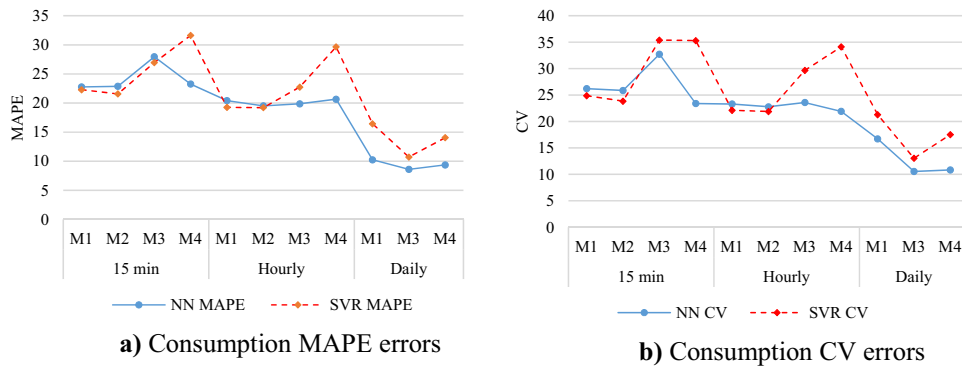 35
30
25
20
15
10
5
0
MAPE
M1 M2 M3 M4 M1 M2 M3 M4 M1 M3 M4
15 min Hourly Daily
NN MAPE SVR MAPE
a) Consumption MAPE errors
40
35
30
25
20
15
10
5
0
CV
M1 M2 M3 M4 M1 M2 M3 M4 M1 M3 M4
15 min Hourly Daily
NN CV SVR CV
b) Consumption CV errors